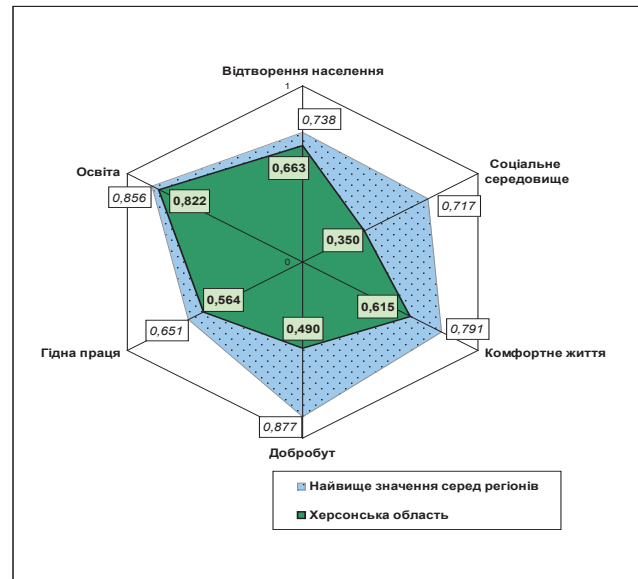 Відтворення населення
1
0,738
Освіта
Соціальне
середовище
0,663
0,856
0,822
0,717
0,350
0
0,564
0,615
0,651
0,490
0,791
Гідна праця
Комфортне життя
0,877
Добробут
Найвище значення серед регіонів
Херсонська область